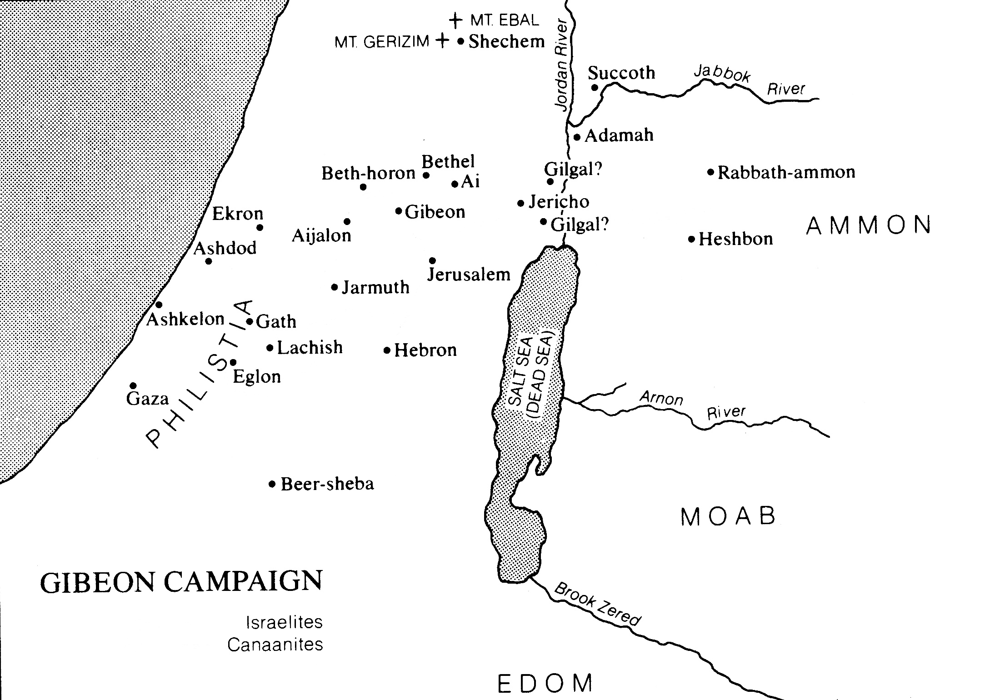 + MT. EBAL
MT. GERIZIM + • Shechem
Jordan River
Succoth
Jabbok River
Adamah
Bethel
Beth-horon
Ai
Gilgal?
Rabbath-ammon
Jericho
Ekron
Gibeon
Gilgal?
AMMON
Aijalon
Heshbon
Ashdod
Jerusalem
Jarmuth
Ashkelon
Gath
PHILISTIA
Lachish
Hebron
SALT SEA
(DEAD SEA)
Eglon
Gaza
Arnon River
Beer-sheba
MOAB
GIBEON CAMPAIGN
Israelites
Canaanites
Brook Zered
EDOM